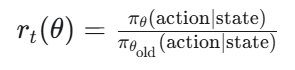 r_t(θ) = π_θ(action|state) / π_θ_old(action|state)